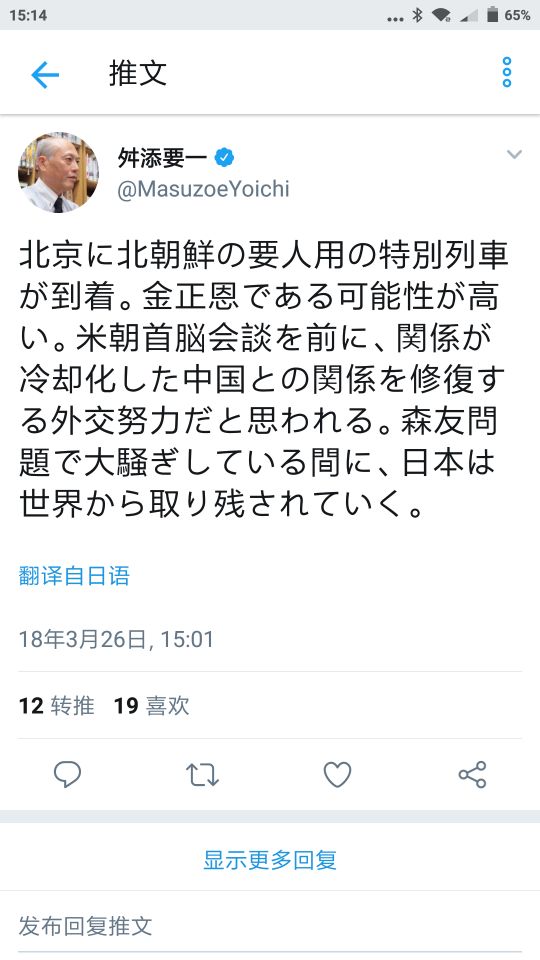 15:14
65%
推文
舛添要一
@MasuzoeYoichi
北京に北朝鮮の要人用の特別列車
が到着。金正恩である可能性が高
い。米朝首脳会談を前に、関係が
冷却化した中国との関係を修復す
る外交努力だと思われる。森友問
題で大騒ぎしている間に、日本は
世界から取り残されていく。
翻译自日语
18年3月26日, 15:01
12 转推 19 喜欢
显示更多回复
发布回复推文